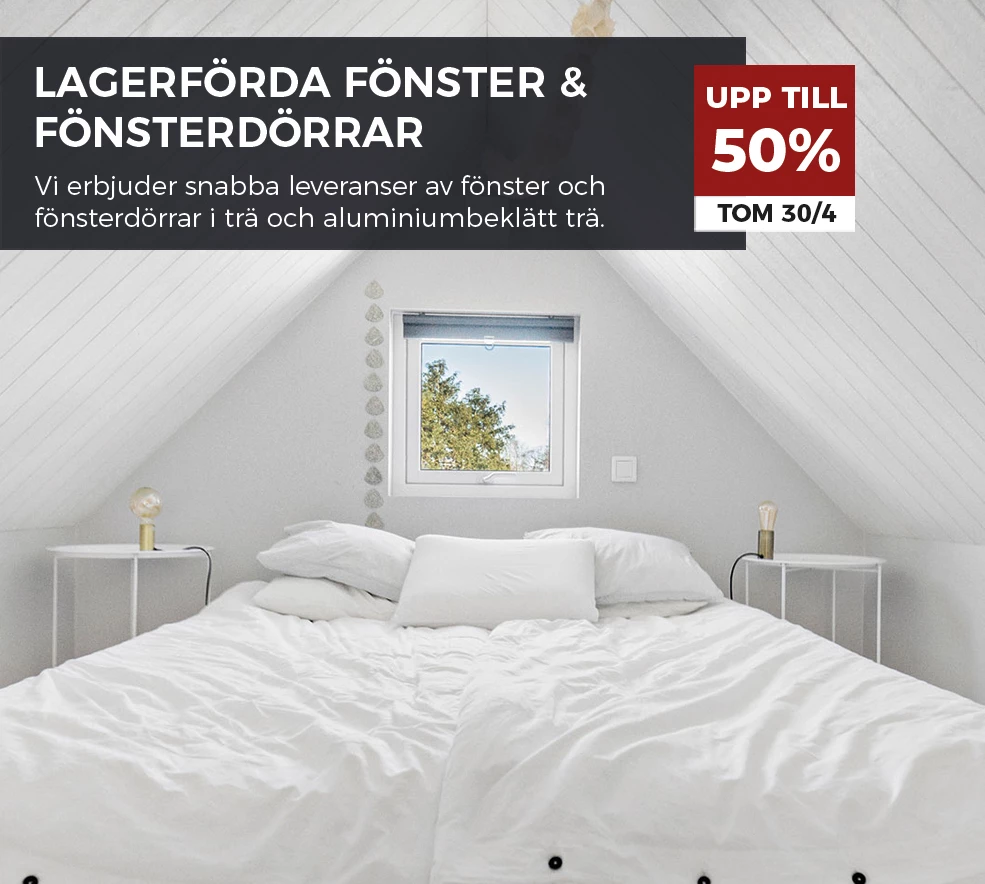 LAGERFÖRDA FÖNSTER &
FÖNSTERDÖRRAR
Vi erbjuder snabba leveranser av fönster och
fönsterdörrar i trä och aluminiumbeklätt trä.
UPP TILL
50%
TOM 30/4